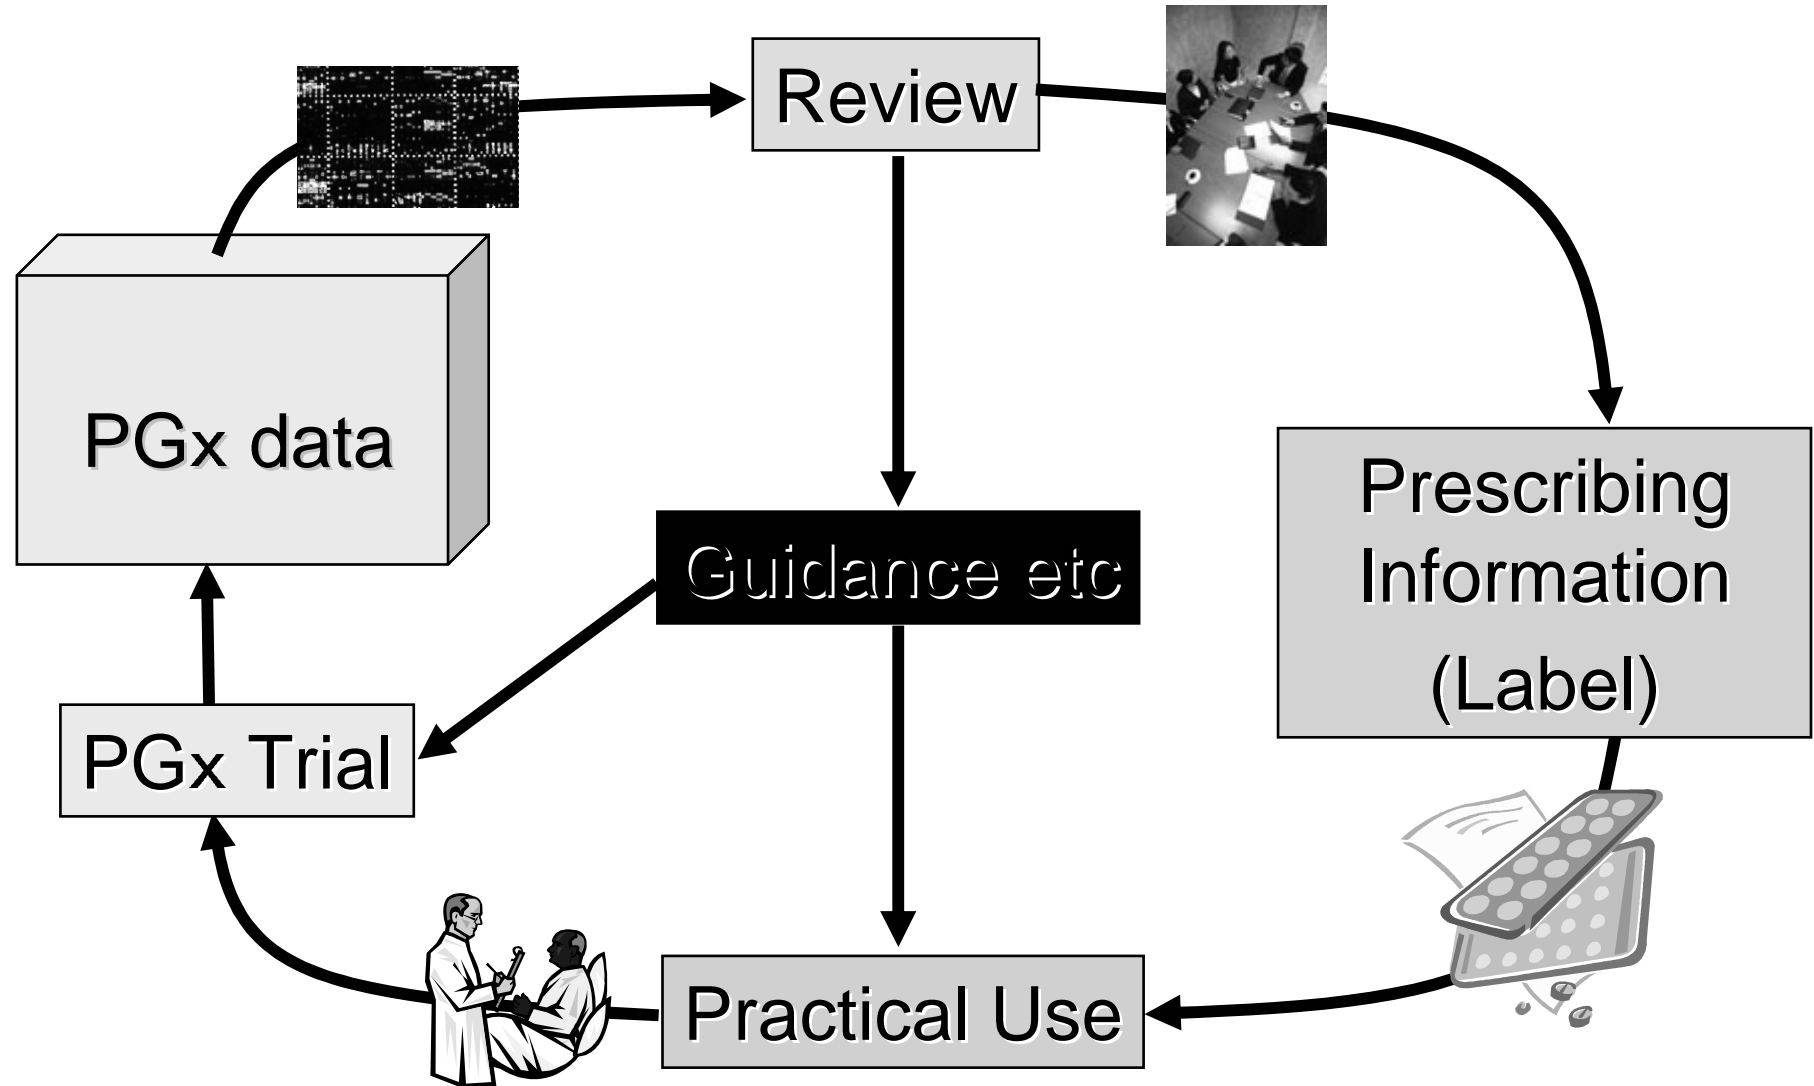 Review
PGx data
Guidance etc
Prescribing
Information
(Label)
PGx Trial
Practical Use